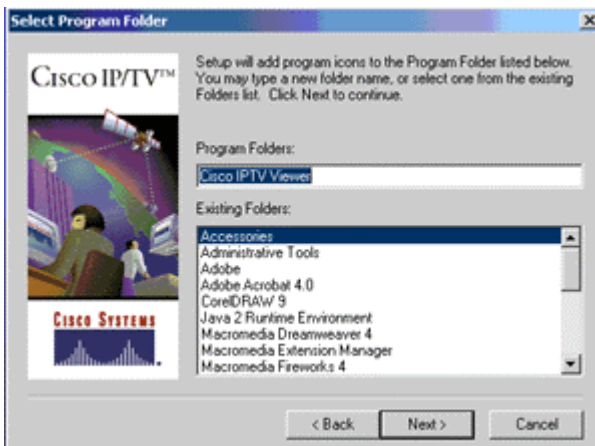 Select Program Folder
CISCO IP/TV™
CISCO SYSTEMS
Setup will add program icons to the Program Folder listed below.
You may type a new folder name, or select one from the existing
Folders list. Click Next to continue.
Program Folders:
Cisco IPTV Viewer
Existing Folders:
Accessories
Administrative Tools
Adobe
Adobe Acrobat 4.0
CorelDRAW 9
Java 2 Runtime Environment
Macromedia Dreamweaver 4
Macromedia Extension Manager
Macromedia Fireworks 4
< Back
Next >
Cancel